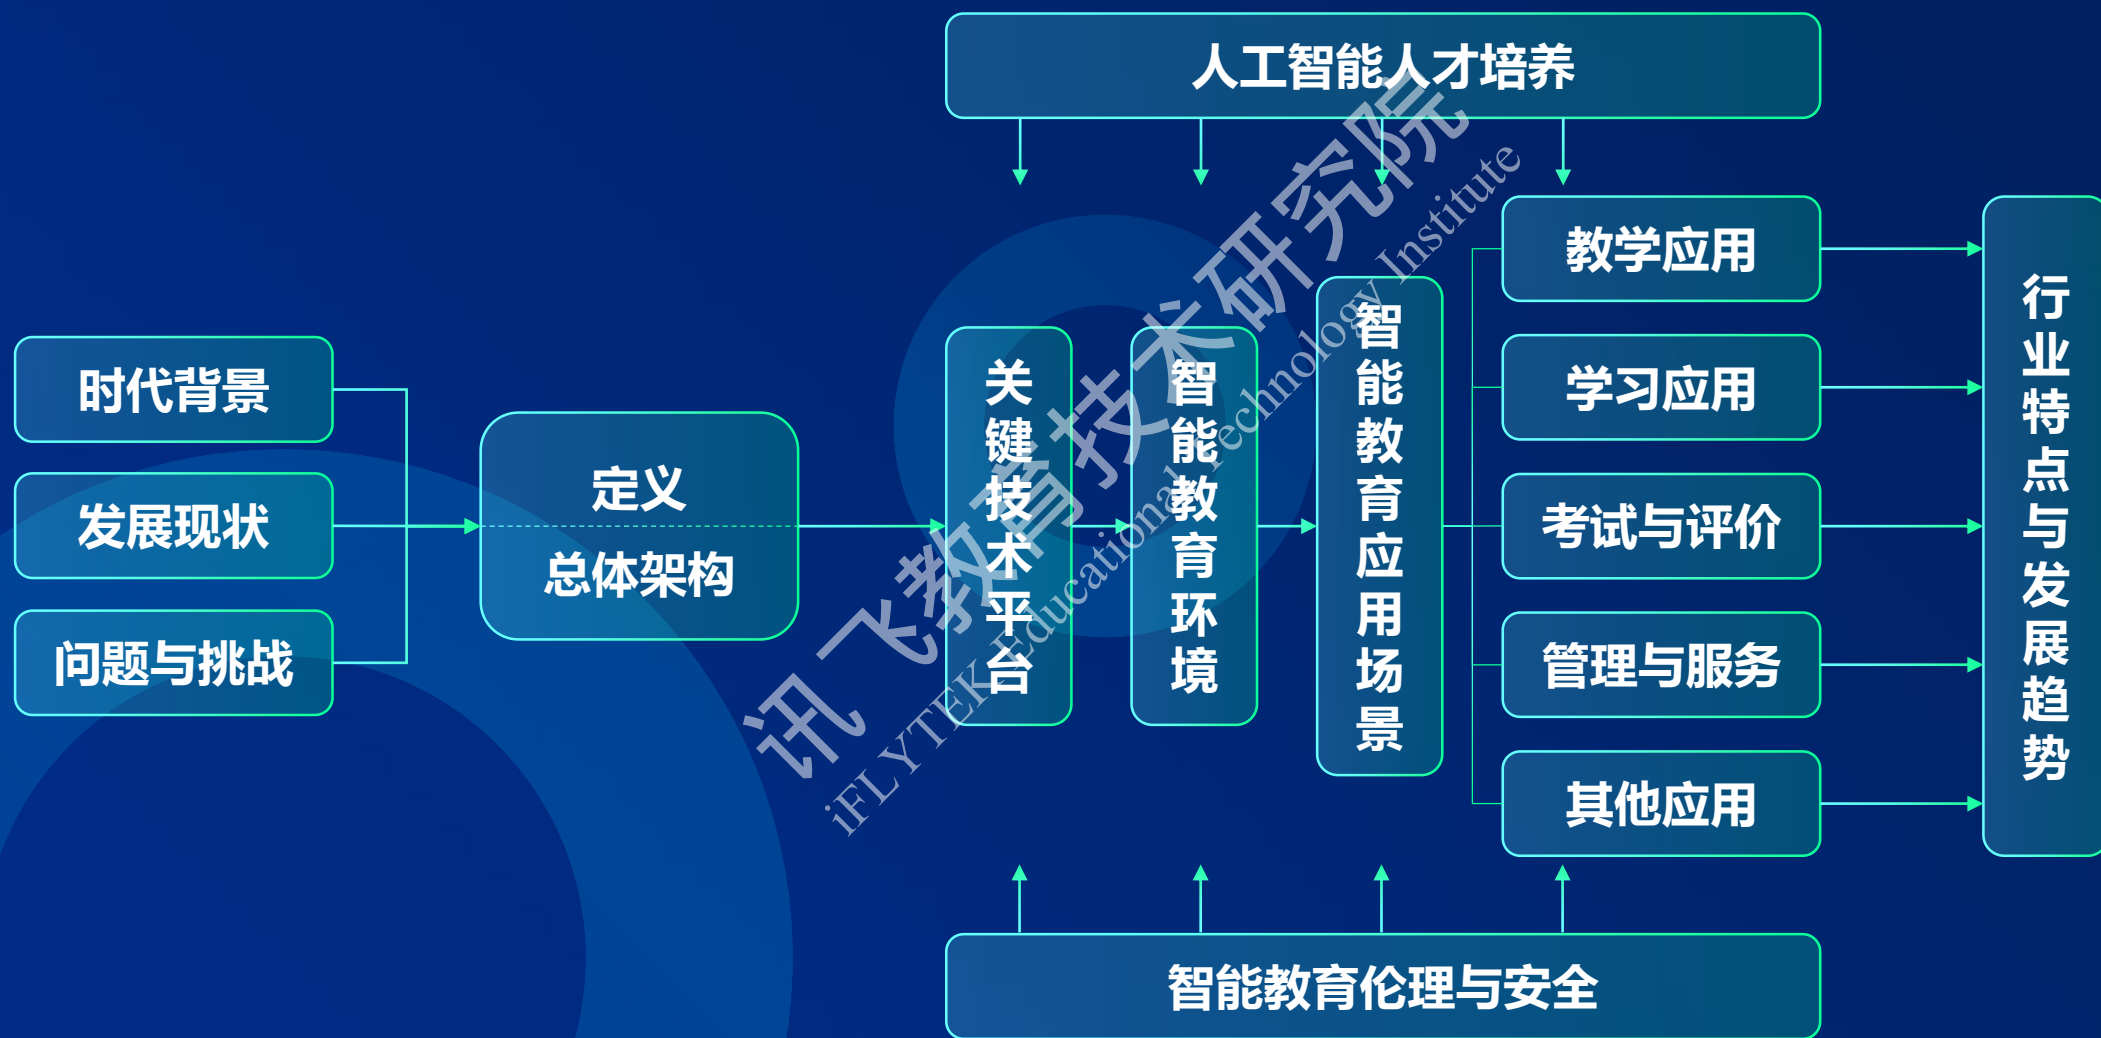 人工智能人才培养
时代背景
发展现状
问题与挑战
定义
总体架构
关键技术平台
智能教育环境
智能教育应用场景
教学应用
学习应用
考试与评价
管理与服务
其他应用
行业特点与发展趋势
智能教育伦理与安全
讯飞教育技术研究院
iFLYTEK Educational Technology Institute